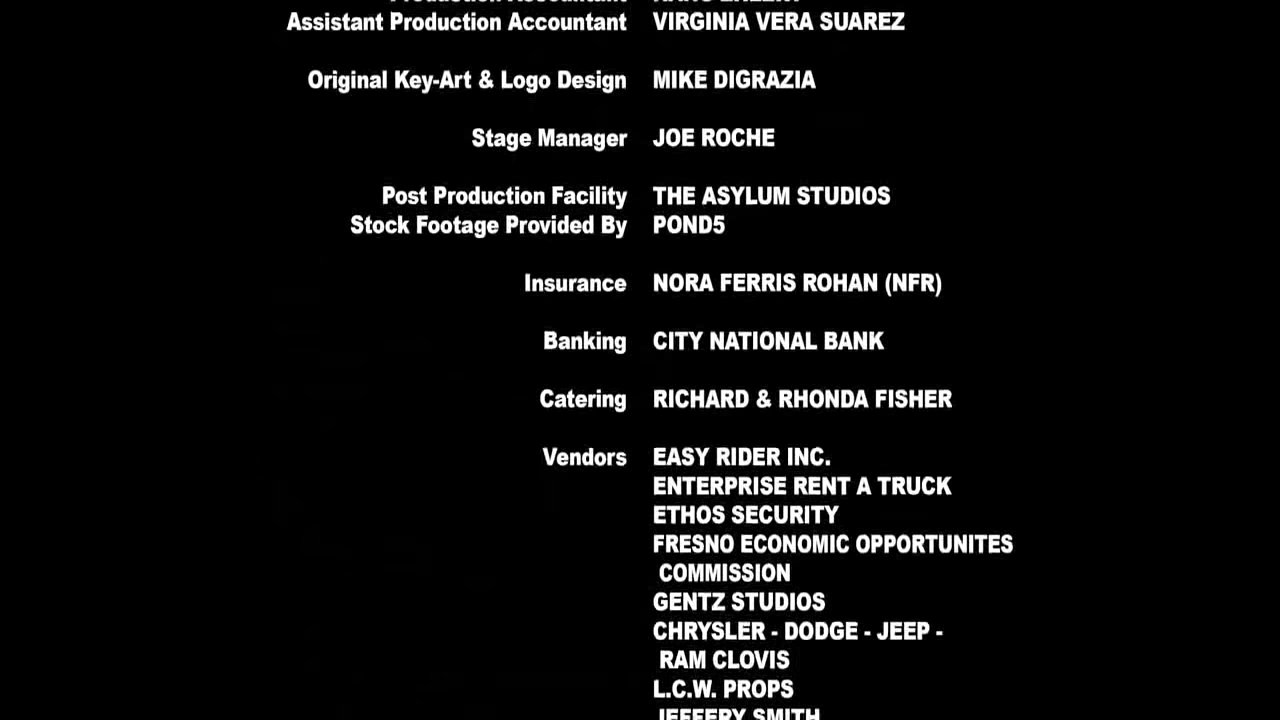 Assistant Production Accountant VIRGINIA VERA SUAREZ
Original Key-Art & Logo Design MIKE DIGRAZIA
Stage Manager JOE ROCHE
Post Production Facility THE ASYLUM STUDIOS
Stock Footage Provided By POND5
Insurance NORA FERRIS ROHAN (NFR)
Banking CITY NATIONAL BANK
Catering RICHARD & RHONDA FISHER
Vendors EASY RIDER INC.
ENTERPRISE RENT A TRUCK
ETHOS SECURITY
FRESNO ECONOMIC OPPORTUNITES
COMMISSION
GENTZ STUDIOS
CHRYSLER - DODGE - JEEP -
RAM CLOVIS
L.C.W. PROPS
JEFFERY SMITH